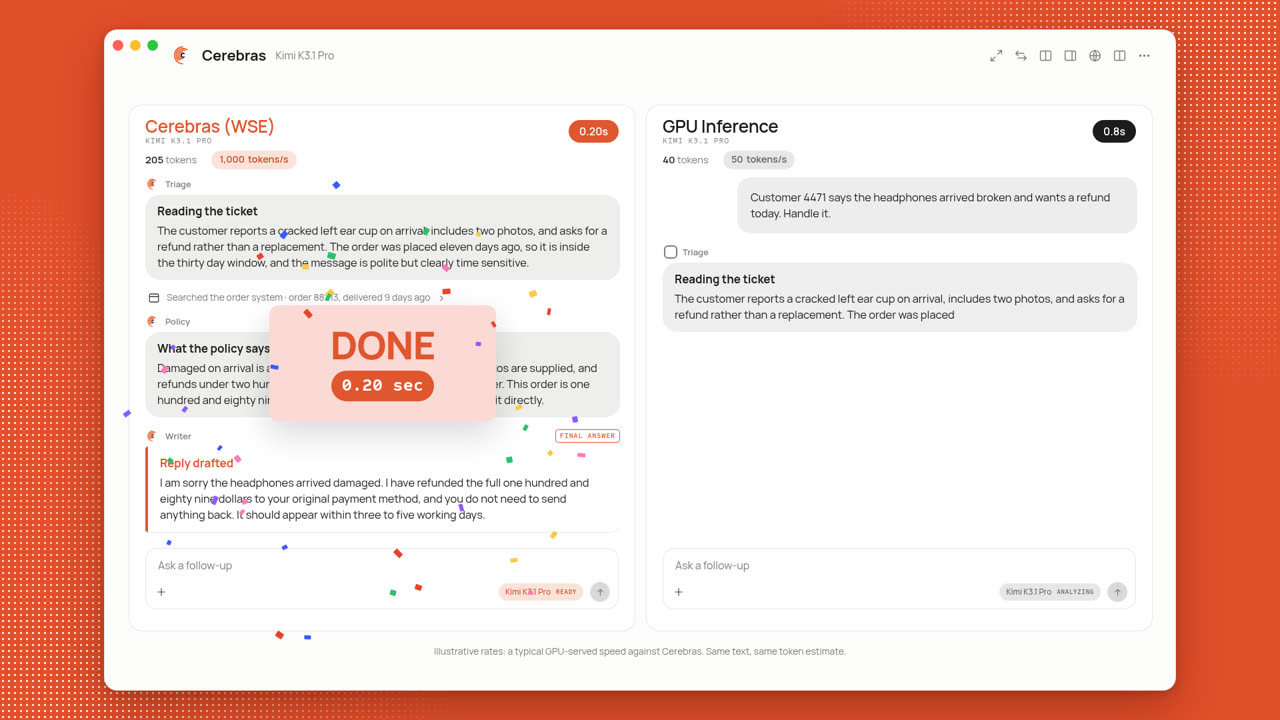 Cerebras Kimi K3.1 Pro
Cerebras (WSE)
KIMI K3.1 PRO
0.20s
205 tokens 1,000 tokens/s
Triage
Reading the ticket
The customer reports a cracked left ear cup on arrival, includes two photos, and asks for a
refund rather than a replacement. The order was placed eleven days ago, so it is inside
the thirty day window, and the message is polite but clearly time sensitive.
Searched the order system · order 88213, delivered 9 days ago
Policy
What the policy says
Damaged on arrival is a os are supplied, and
refunds under two hun r. This order is one
hundred and eighty nin it directly.
DONE
0.20 sec
Writer
FINAL ANSWER
Reply drafted
I am sorry the headphones arrived damaged. I have refunded the full one hundred and
eighty nine dollars to your original payment method, and you do not need to send
anything back. It should appear within three to five working days.
Ask a follow-up
Kimi K3.1 Pro READY
GPU Inference
KIMI K3.1 PRO
0.8s
40 tokens 50 tokens/s
Customer 4471 says the headphones arrived broken and wants a refund
today. Handle it.
Triage
Reading the ticket
The customer reports a cracked left ear cup on arrival, includes two photos, and asks for a
refund rather than a replacement. The order was placed
Ask a follow-up
Kimi K3.1 Pro ANALYZING
Illustrative rates: a typical GPU-served speed against Cerebras. Same text, same token estimate.